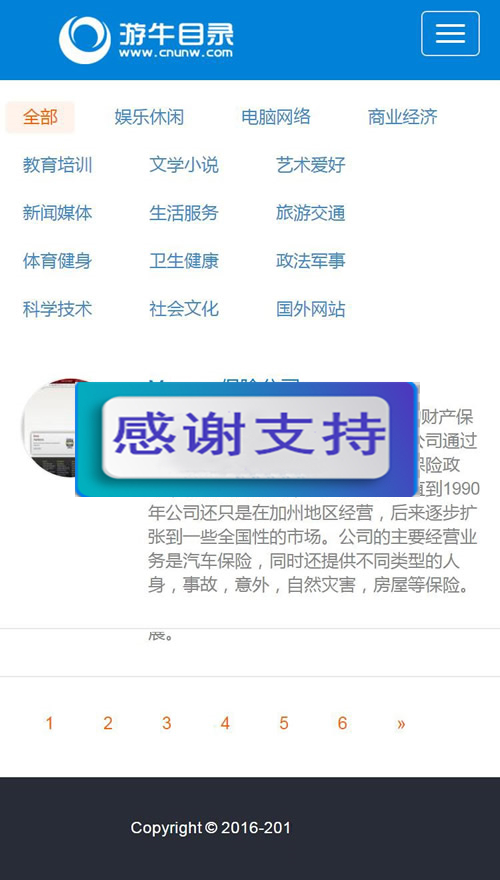 游牛目录
www.cnunw.com
全部 娱乐休闲 电脑网络 商业经济
教育培训 文学小说 艺术爱好
新闻媒体 生活服务 旅游交通
体育健身 卫生健康 政法军事
科学技术 社会文化 国外网站
保险公司
财产保
感谢支持
公司通过
保险政
直到1990
年公司还只是在加州地区经营，后来逐步扩
张到一些全国性的市场。公司的主要经营业
务是汽车保险，同时还提供不同类型的人
身，事故，意外，自然灾害，房屋等保险。
展。
1 2 3 4 5 6 »
Copyright © 2016-201